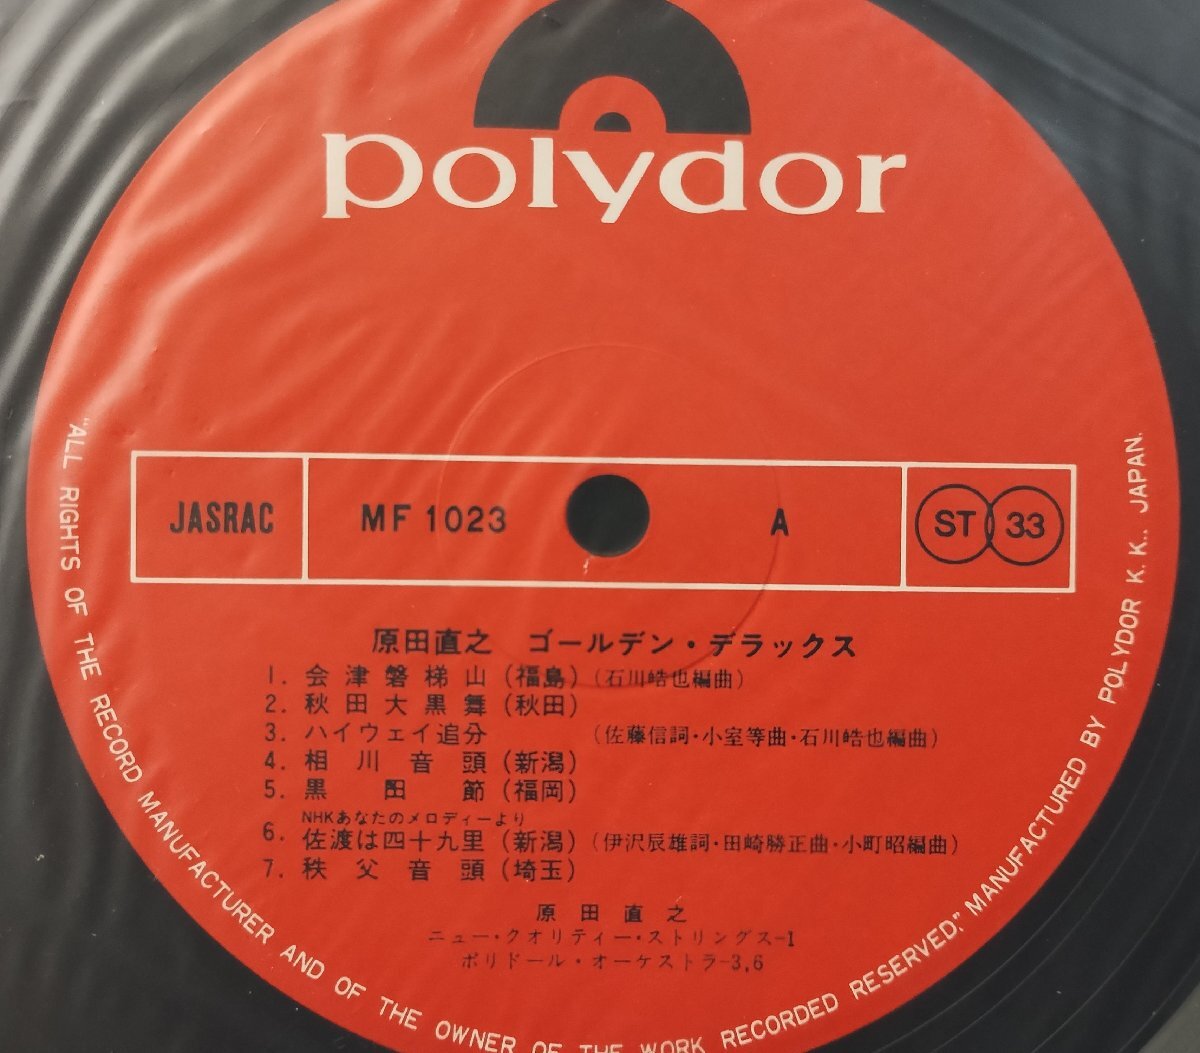 polydor
JASRAC MF 1023 A ST 33
原田直之 ゴールデン・デラックス
1. 会津磐梯山 (福島) (石川皓也編曲)
2. 秋田大黒舞 (秋田)
3. ハイウェイ追分 (佐藤信詞・小室等曲・石川皓也編曲)
4. 相川音頭 (新潟)
5. 黒田節 (福岡)
NHKあなたのメロディーより
6. 佐渡は四十九里 (新潟) (伊沢辰雄詞・田崎勝正曲・小町昭編曲)
7. 秩父音頭 (埼玉)
原田直之
ニュー・クオリティー・ストリングス-1
ポリドール・オーケストラ-3,6
"ALL RIGHTS OF THE RECORD MANUFACTURER AND OF THE OWNER OF THE WORK RECORDED RESERVED;" MANUFACTURED BY POLYDOR K. K., JAPAN.